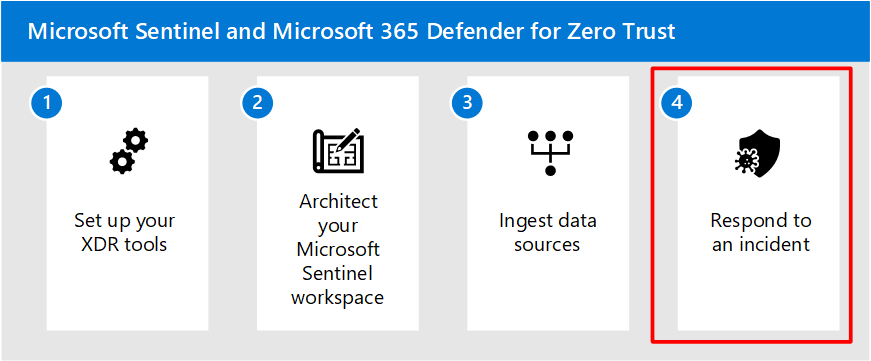 Microsoft Sentinel and Microsoft 365 Defender for Zero Trust
1
Set up your
XDR tools
2
Architect
your
Microsoft
Sentinel
workspace
3
Ingest data
sources
4
Respond to
an incident